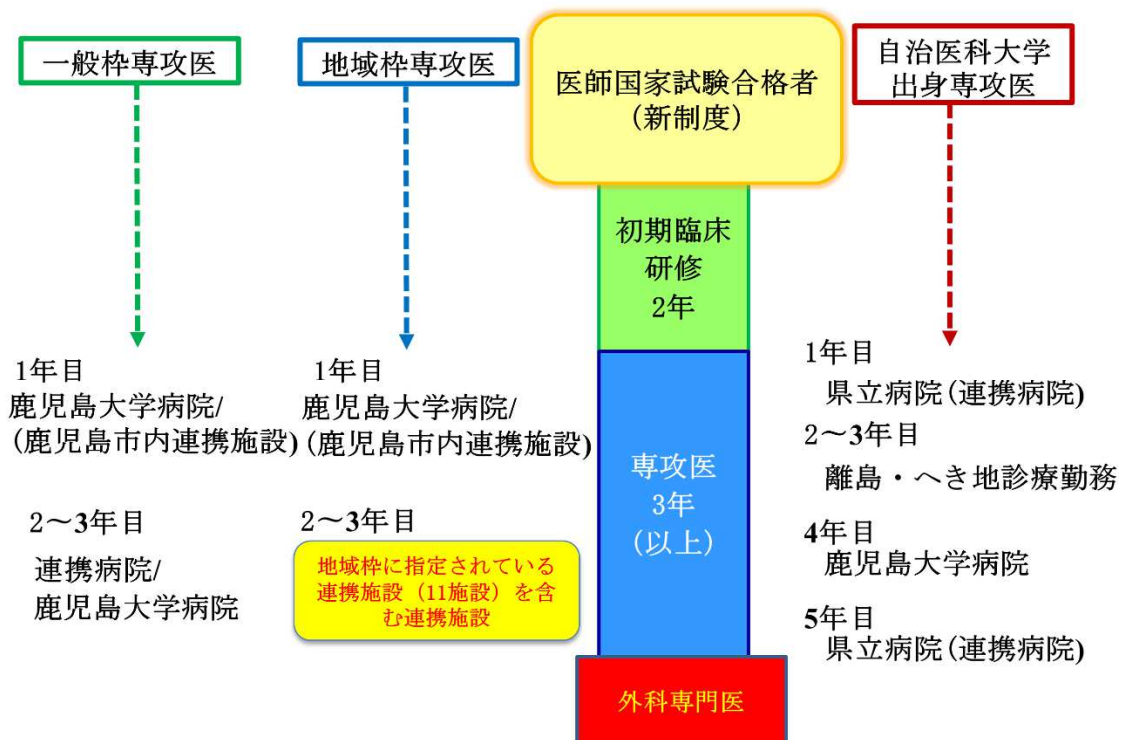 一般枠専攻医
1年目
鹿児島大学病院/
(鹿児島市内連携施設)
2〜3年目
連携病院/
鹿児島大学病院
地域枠専攻医
1年目
鹿児島大学病院/
(鹿児島市内連携施設)
2〜3年目
地域枠に指定されている
連携施設（11施設）を含
む連携施設
医師国家試験合格者
(新制度)
初期臨床
研修
2年
専攻医
3年
(以上)
外科専門医
自治医科大学
出身専攻医
1年目
県立病院(連携病院)
2〜3年目
離島・へき地診療勤務
4年目
鹿児島大学病院
5年目
県立病院(連携病院)